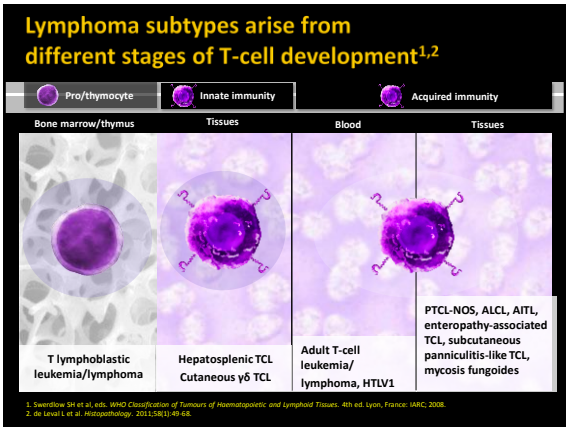 Lymphoma subtypes arise from
different stages of T-cell development1,2
Pro/thymocyte
Innate immunity
Acquired immunity
Bone marrow/thymus
Tissues
Blood
Tissues
T lymphoblastic
leukemia/lymphoma
Hepatosplenic TCL
Cutaneous γδ TCL
Adult T-cell
leukemia/
lymphoma, HTLV1
PTCL-NOS, ALCL, AITL,
enteropathy-associated
TCL, subcutaneous
panniculitis-like TCL,
mycosis fungoides
1. Swerdlow SH et al, eds. WHO Classification of Tumours of Haematopoietic and Lymphoid Tissues. 4th ed. Lyon, France: IARC; 2008.
2. de Leval L et al. Histopathology. 2011;58(1):49-68.